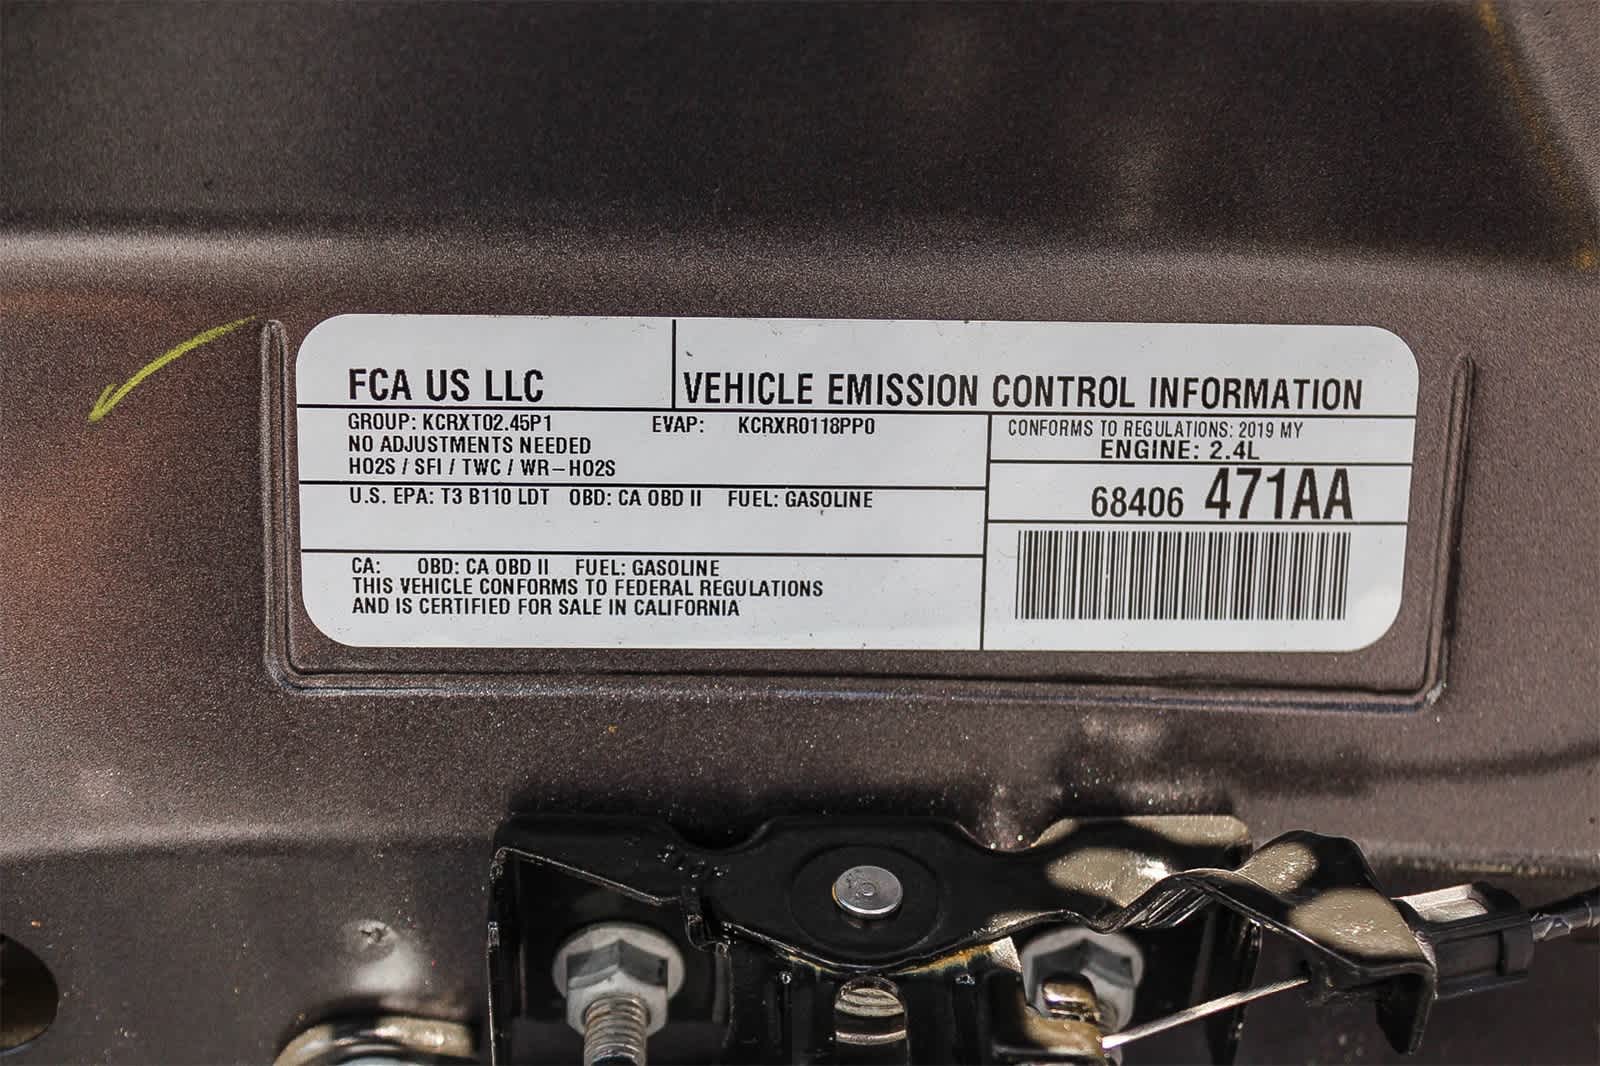 FCA US LLC
VEHICLE EMISSION CONTROL INFORMATION
GROUP: KCRXT02.45P1 EVAP: KCRXR0118PP0
NO ADJUSTMENTS NEEDED
HO2S / SFI / TWC / WR-HO2S
U.S. EPA: T3 B110 LDT OBD: CA OBD II FUEL: GASOLINE
CA: OBD: CA OBD II FUEL: GASOLINE
THIS VEHICLE CONFORMS TO FEDERAL REGULATIONS
AND IS CERTIFIED FOR SALE IN CALIFORNIA
CONFORMS TO REGULATIONS: 2019 MY
ENGINE: 2.4L
68406 471AA